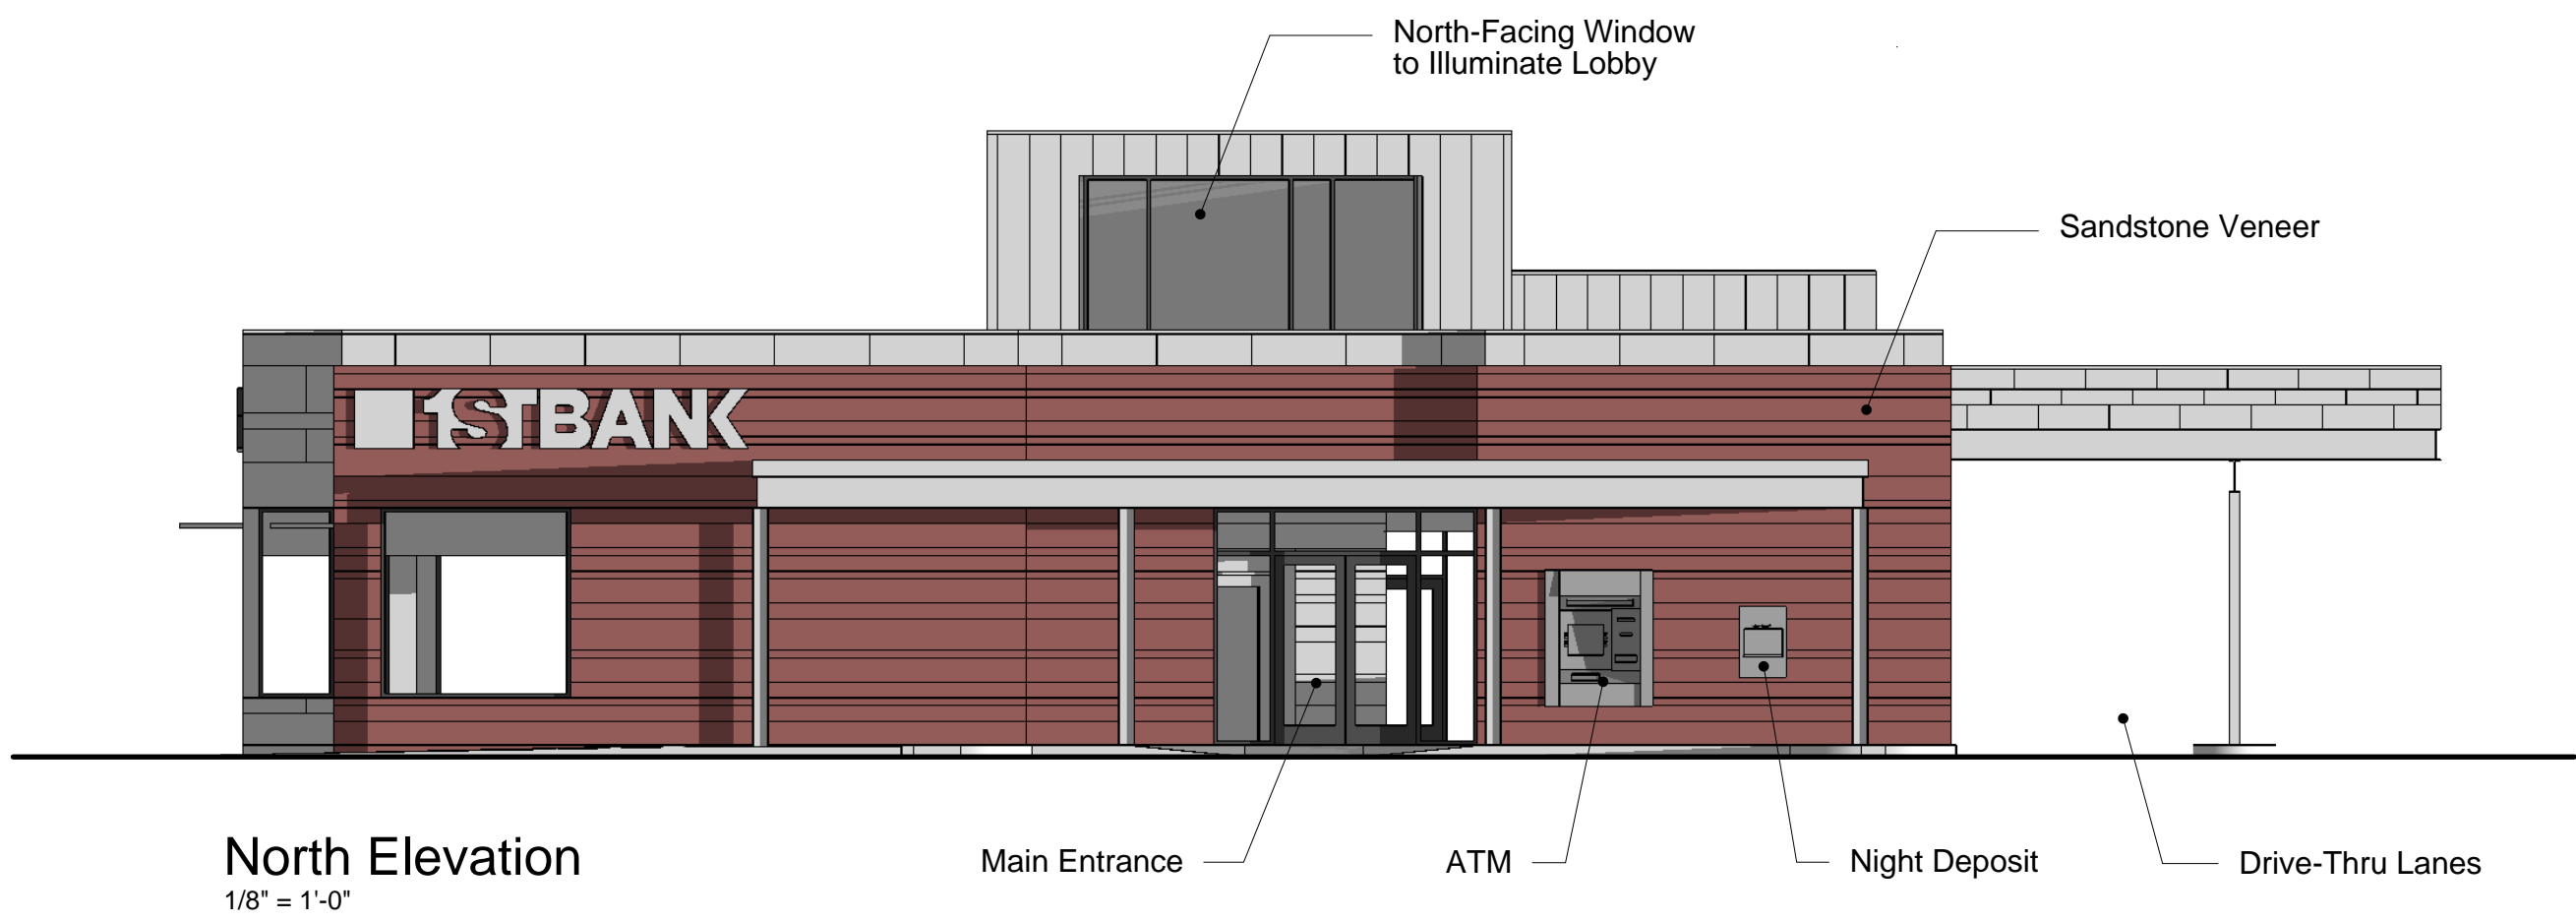 North-Facing Window
to Illuminate Lobby
Sandstone Veneer
1STBANK
Main Entrance
ATM
Night Deposit
Drive-Thru Lanes
North Elevation
1/8" = 1'-0"